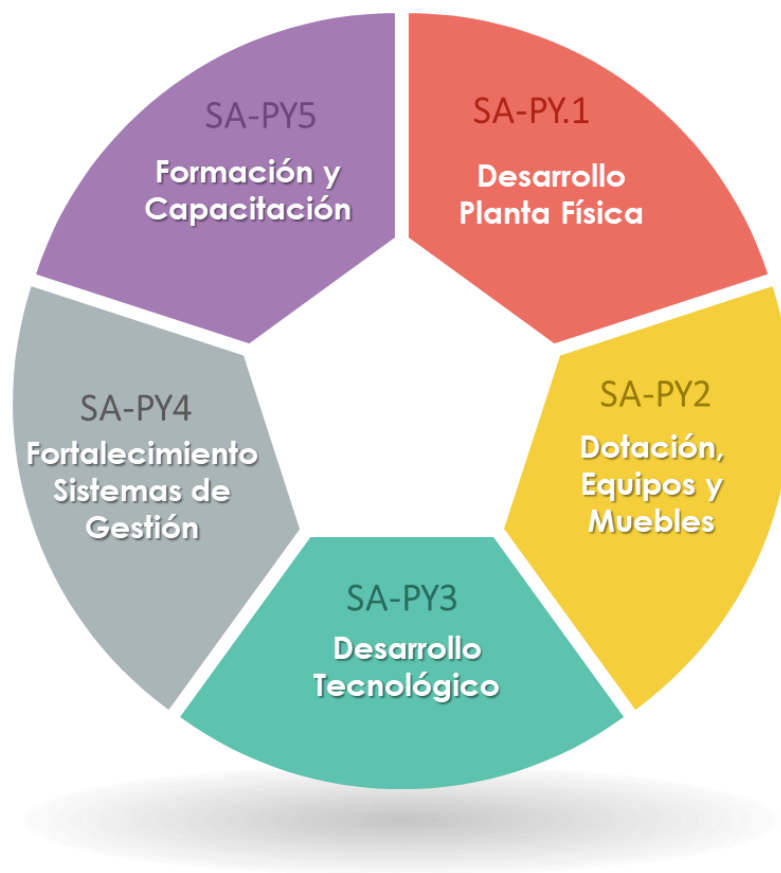 SA-PY.1
Desarrollo
Planta Física
SA-PY2
Dotación,
Equipos y
Muebles
SA-PY3
Desarrollo
Tecnológico
SA-PY4
Fortalecimiento
Sistemas de
Gestión
SA-PY5
Formación y
Capacitación